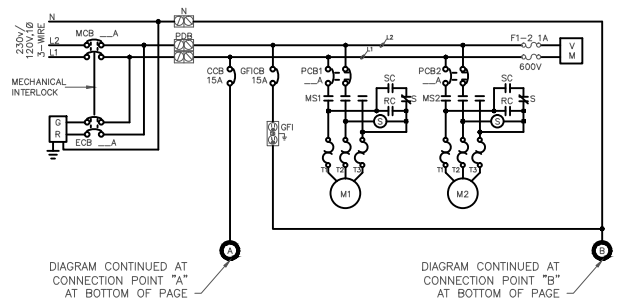 N
230v/
120V,1Ø
3-WIRE
N
MCB __A
L2
L1
PDB
L2
L1
F1-2 1A
600V
V
M
MECHANICAL
INTERLOCK
CCB
15A
GFICB
15A
PCB1
__A
SC
MS1
RC
S
S
PCB2
__A
SC
MS2
RC
S
S
G
R
ECB __A
GFI
T1
T2
T3
M1
T1
T2
T3
M2
A
B
DIAGRAM CONTINUED AT
CONNECTION POINT "A"
AT BOTTOM OF PAGE
DIAGRAM CONTINUED AT
CONNECTION POINT "B"
AT BOTTOM OF PAGE